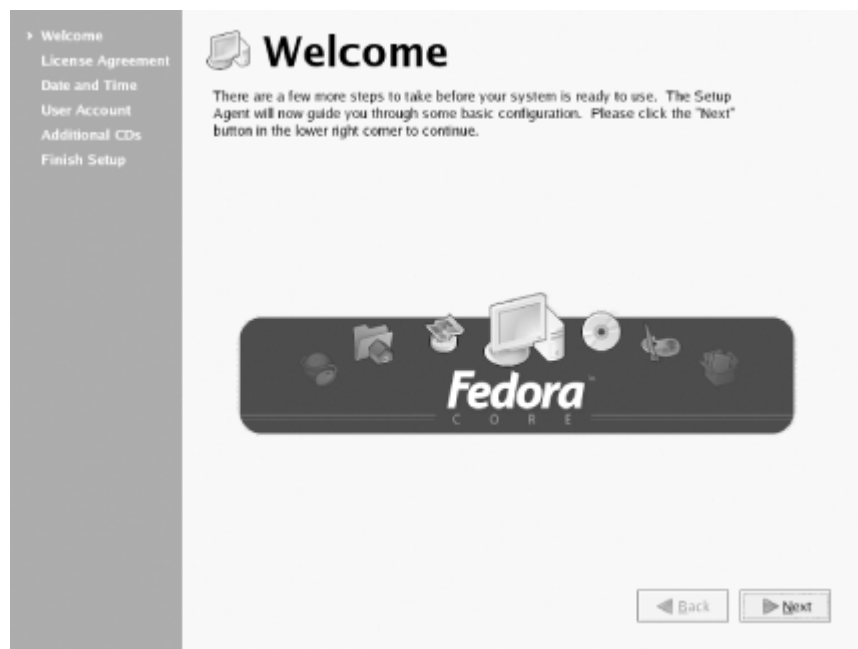 Welcome
License Agreement
Date and Time
User Account
Additional CDs
Finish Setup
Welcome
There are a few more steps to take before your system is ready to use. The Setup
Agent will now guide you through some basic configuration. Please click the "Next"
button in the lower right corner to continue.
Fedora™
CORE
Back
Next